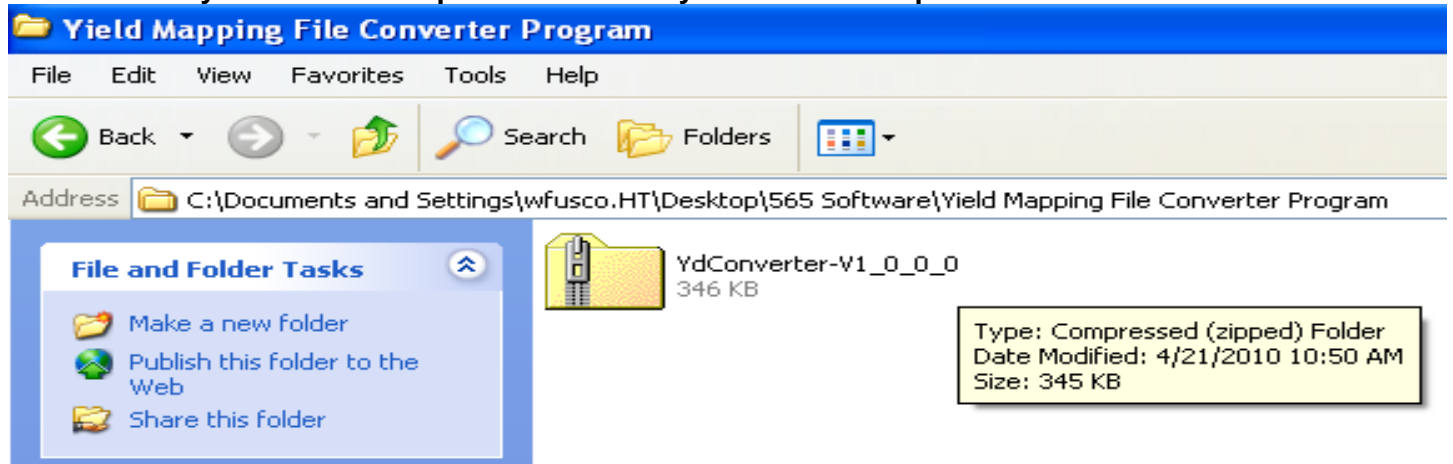 Yield Mapping File Converter Program
File Edit View Favorites Tools Help
Back Search Folders
Address C:\Documents and Settings\wfusco.HT\Desktop\565 Software\Yield Mapping File Converter Program
File and Folder Tasks
YdConverter-V1_0_0_0
346 KB
Make a new folder
Publish this folder to the
Web
Share this folder
Type: Compressed (zipped) Folder
Date Modified: 4/21/2010 10:50 AM
Size: 345 KB